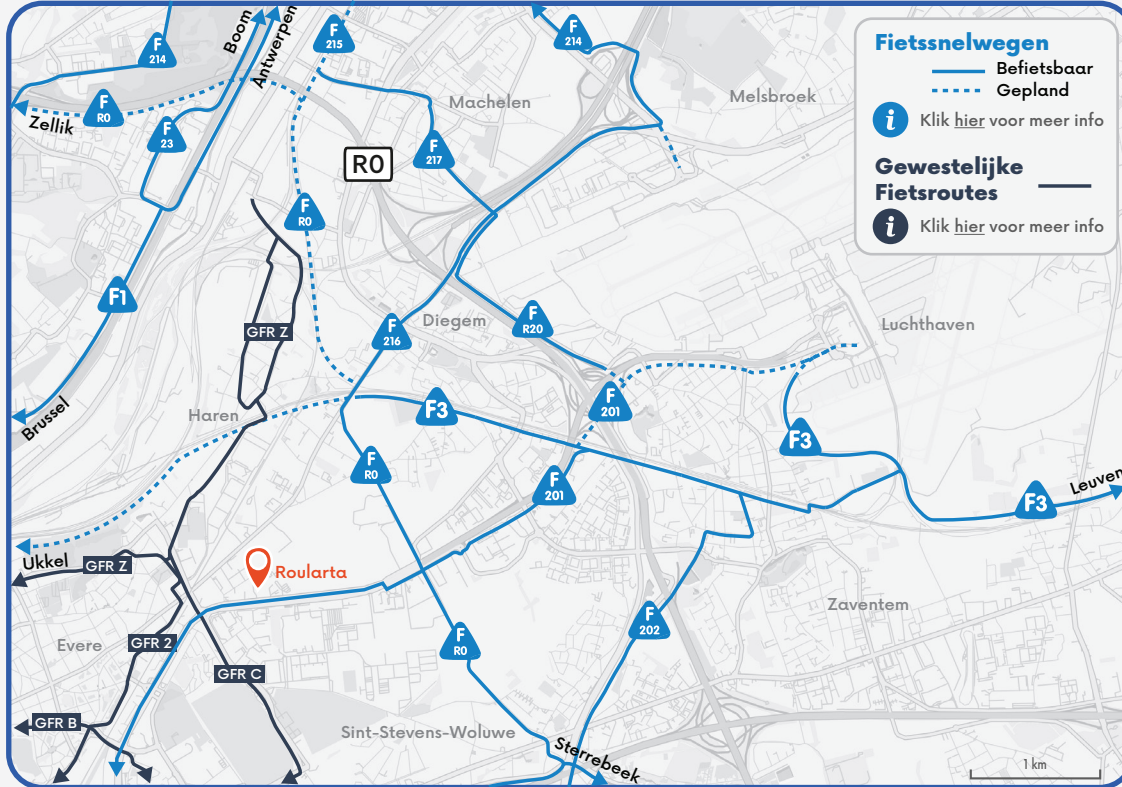 Fietssnelwegen
Befietsbaar
Gepland
i Klik hier voor meer info
Gewestelijke
Fietsroutes
i Klik hier voor meer info
Boom
Antwerpen
F
214
F
215
F
214
Machelen
Melsbroek
F
R0
Zellik
F
23
F
217
R0
F
R0
F1
GFR Z
Diegem
F
216
F
R20
Luchthaven
Brussel
Haren
F3
F
201
F3
F
R0
F
201
F3
Leuven
Ukkel
GFR Z
Roularta
Zaventem
Evere
GFR 2
F
R0
F
202
GFR C
GFR B
Sint-Stevens-Woluwe
Sterrebeek
1 km